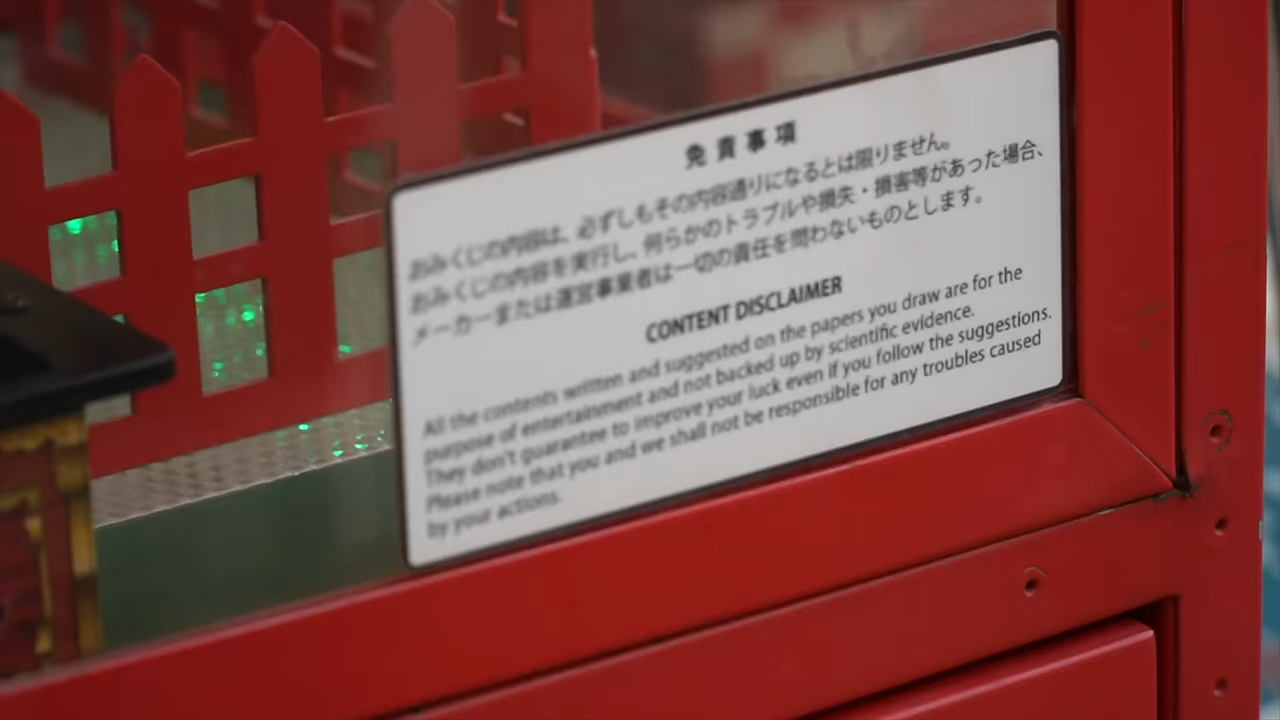 免責事項
おみくじの内容は、必ずしもその内容通りになるとは限りません。
おみくじの内容を実行し、何らかのトラブルや損失・損害等があった場合、
メーカーまたは運営事業者は一切の責任を問わないものとします。
CONTENT DISCLAIMER
All the contents written and suggested on the papers you draw are for the
purpose of entertainment and not backed up by scientific evidence.
They don't guarantee to improve your luck even if you follow the suggestions.
Please note that you and we shall not be responsible for any troubles caused
by your actions.